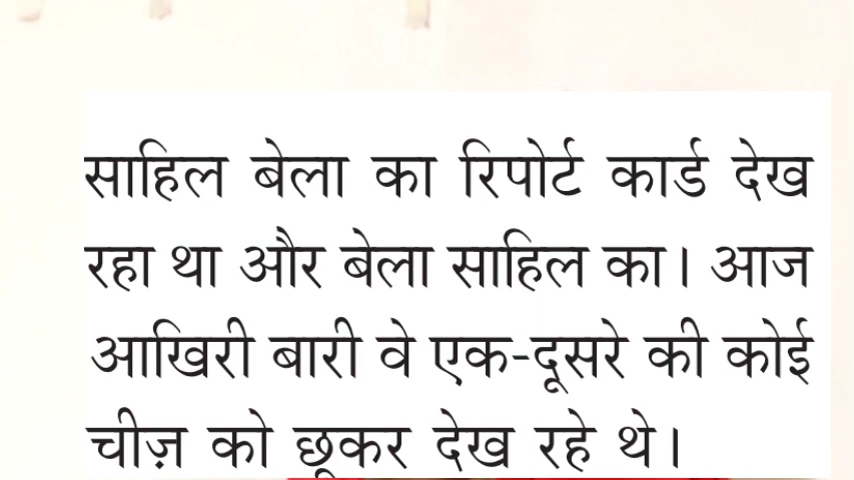 साहिल बेला का रिपोर्ट कार्ड देख
रहा था और बेला साहिल का। आज
आखिरी बारी वे एक-दूसरे की कोई
चीज़ को छूकर देख रहे थे।